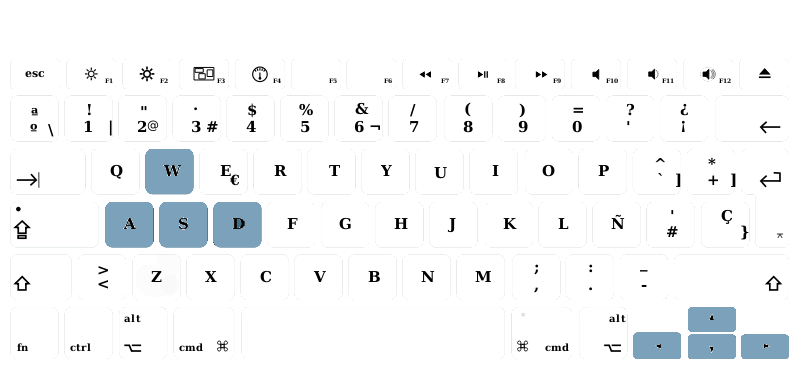 esc F1 F2 F3 F4 F5 F6 F7 F8 F9 F10 F11 F12
ª ! " · $ % & / ( ) = ? ¿
º \ 1 | 2 @ 3 # 4 5 6 ¬ 7 8 9 0 ' ¡ ←
→| Q W E € R T Y U I O P ^ ` ] * + ]
A S D F G H J K L Ñ ' # Ç }
> < Z X C V B N M ; , : . _ -
alt alt
fn ctrl ⌥ cmd ⌘ ⌘ cmd ⌥